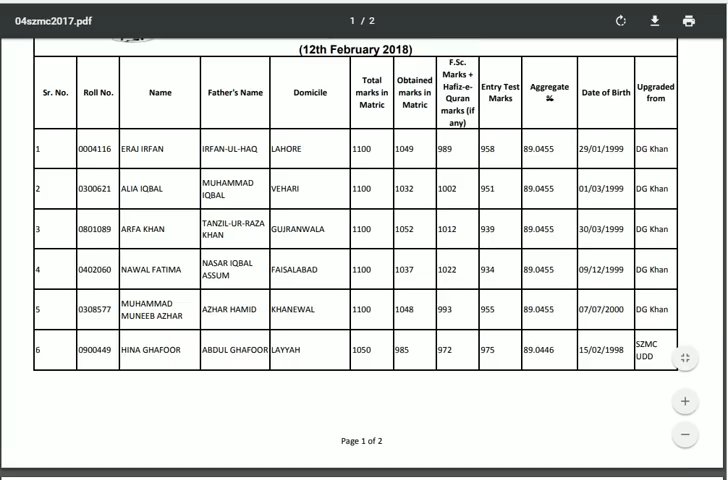 04szmc2017.pdf 1 / 2
(12th February 2018)
Sr. No. Roll No. Name Father's Name Domicile Total marks in Matric Obtained marks in Matric F.Sc. Marks + Hafiz-e-Quran marks (if any) Entry Test Marks Aggregate % Date of Birth Upgraded from
1 0004116 ERAJ IRFAN IRFAN-UL-HAQ LAHORE 1100 1049 989 958 89.0455 29/01/1999 DG Khan
2 0300621 ALIA IQBAL MUHAMMAD IQBAL VEHARI 1100 1032 1002 951 89.0455 01/03/1999 DG Khan
3 0801089 ARFA KHAN TANZIL-UR-RAZA KHAN GUJRANWALA 1100 1052 1012 939 89.0455 30/03/1999 DG Khan
4 0402060 NAWAL FATIMA NASAR IQBAL ASSUM FAISALABAD 1100 1037 1022 934 89.0455 09/12/1999 DG Khan
5 0308577 MUHAMMAD MUNEEB AZHAR AZHAR HAMID KHANEWAL 1100 1048 993 955 89.0455 07/07/2000 DG Khan
6 0900449 HINA GHAFOOR ABDUL GHAFOOR LAYYAH 1050 985 972 975 89.0446 15/02/1998 SZMC UDD
Page 1 of 2